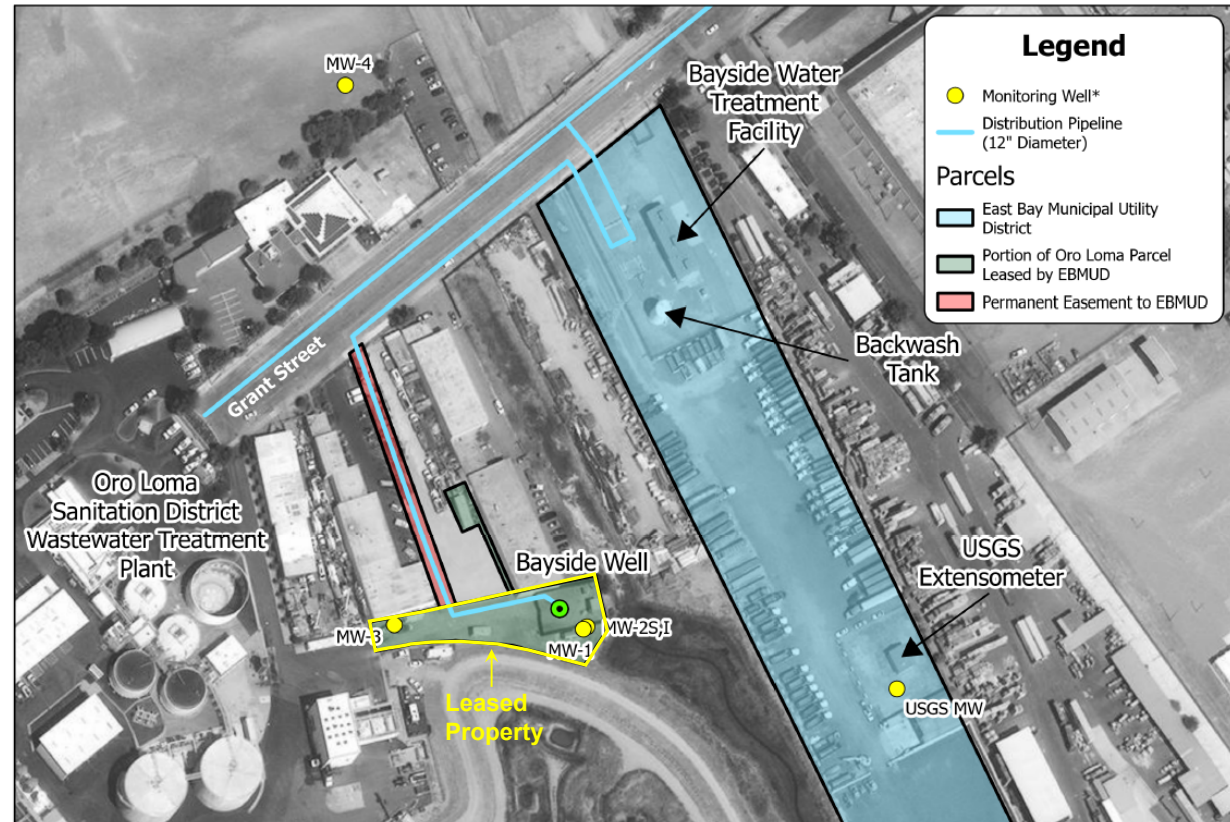 MW-4
Bayside Water
Treatment
Facility
Legend
Monitoring Well*
Distribution Pipeline
(12" Diameter)
Parcels
East Bay Municipal Utility
District
Portion of Oro Loma Parcel
Leased by EBMUD
Permanent Easement to EBMUD
Backwash
Tank
Grant Street
Oro Loma
Sanitation District
Wastewater Treatment
Plant
Bayside Well
USGS
Extensometer
MW-3
MW-2S,I
MW-1
Leased
Property
USGS MW